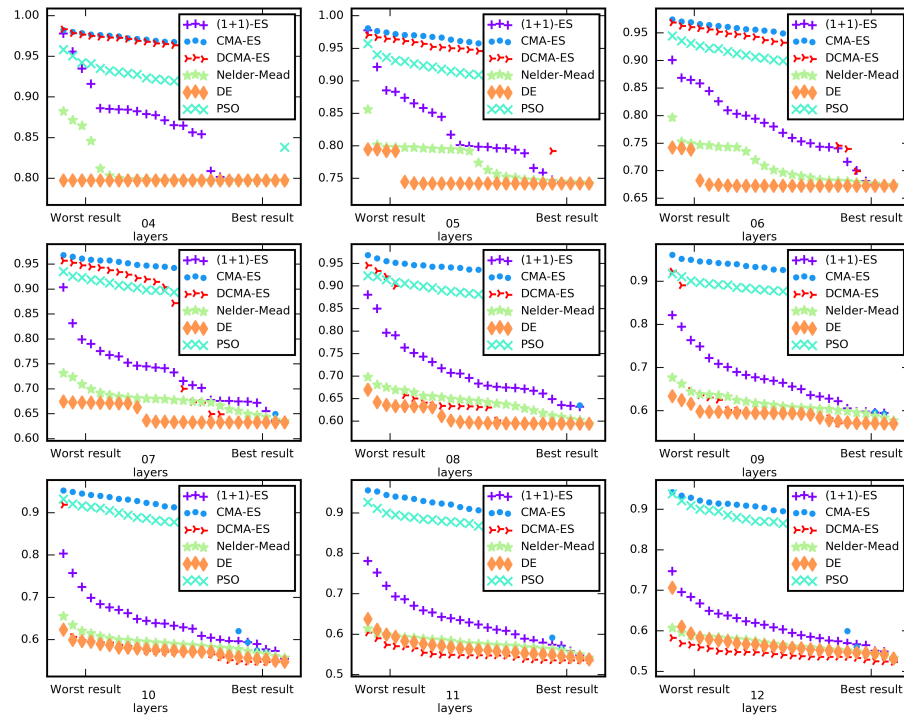 1.00
0.95
0.90
0.85
0.80
(1+1)-ES
CMA-ES
DCMA-ES
Nelder-Mead
DE
PSO
Worst result
Best result
04
layers
1.00
0.95
0.90
0.85
0.80
0.75
(1+1)-ES
CMA-ES
DCMA-ES
Nelder-Mead
DE
PSO
Worst result
Best result
05
layers
0.95
0.90
0.85
0.80
0.75
0.70
0.65
(1+1)-ES
CMA-ES
DCMA-ES
Nelder-Mead
DE
PSO
Worst result
Best result
06
layers
0.95
0.90
0.85
0.80
0.75
0.70
0.65
0.60
(1+1)-ES
CMA-ES
DCMA-ES
Nelder-Mead
DE
PSO
Worst result
Best result
07
layers
0.95
0.90
0.85
0.80
0.75
0.70
0.65
0.60
(1+1)-ES
CMA-ES
DCMA-ES
Nelder-Mead
DE
PSO
Worst result
Best result
08
layers
0.9
0.8
0.7
0.6
(1+1)-ES
CMA-ES
DCMA-ES
Nelder-Mead
DE
PSO
Worst result
Best result
09
layers
0.9
0.8
0.7
0.6
(1+1)-ES
CMA-ES
DCMA-ES
Nelder-Mead
DE
PSO
Worst result
Best result
10
layers
0.9
0.8
0.7
0.6
0.5
(1+1)-ES
CMA-ES
DCMA-ES
Nelder-Mead
DE
PSO
Worst result
Best result
11
layers
0.9
0.8
0.7
0.6
0.5
(1+1)-ES
CMA-ES
DCMA-ES
Nelder-Mead
DE
PSO
Worst result
Best result
12
layers